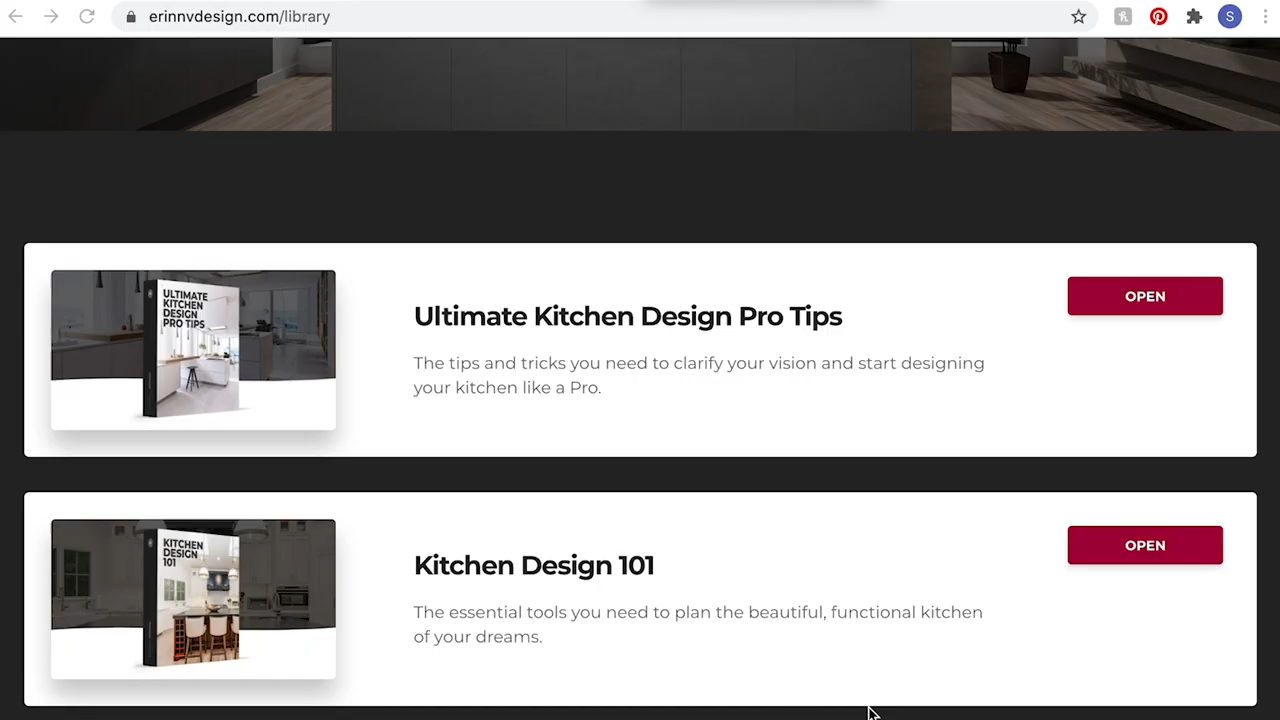 erinnvdesign.com/library
S
ULTIMATE
KITCHEN
DESIGN
PRO TIPS
Ultimate Kitchen Design Pro Tips
The tips and tricks you need to clarify your vision and start designing
your kitchen like a Pro.
OPEN
KITCHEN
DESIGN
101
Kitchen Design 101
The essential tools you need to plan the beautiful, functional kitchen
of your dreams.
OPEN